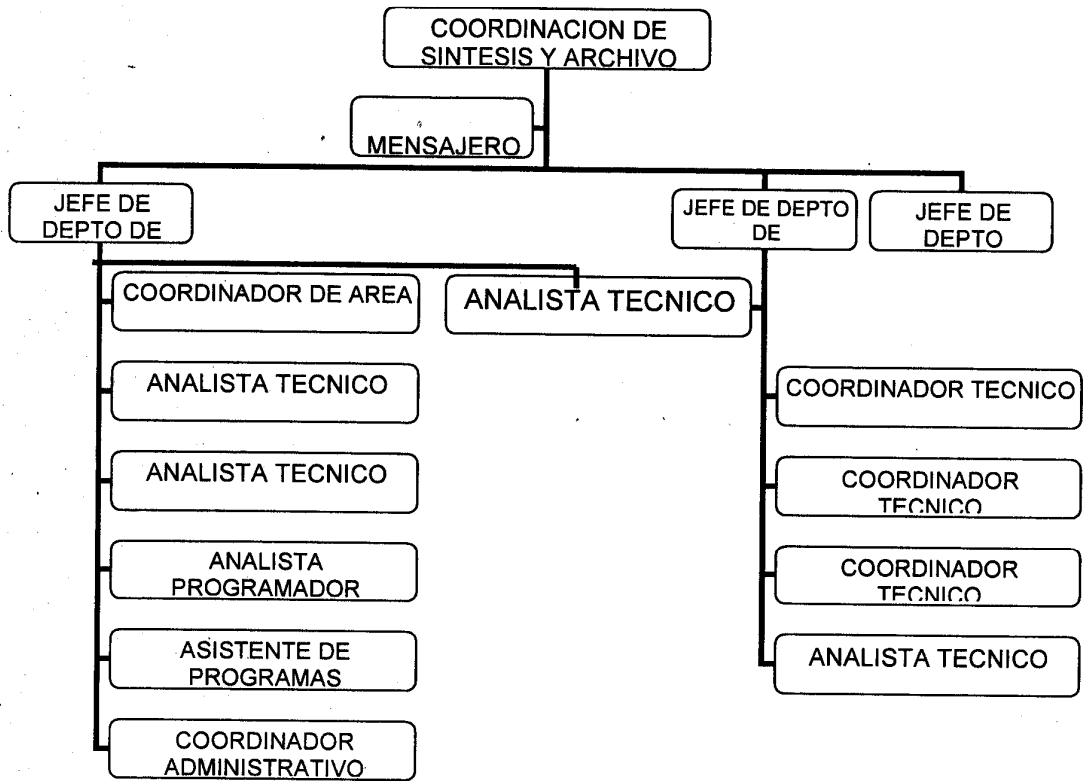 COORDINACION DE
SINTESIS Y ARCHIVO
MENSAJERO
JEFE DE
DEPTO DE
JEFE DE DEPTO
DE
JEFE DE
DEPTO
COORDINADOR DE AREA
ANALISTA TECNICO
ANALISTA TECNICO
ANALISTA TECNICO
ANALISTA
PROGRAMADOR
ASISTENTE DE
PROGRAMAS
COORDINADOR
ADMINISTRATIVO
COORDINADOR TECNICO
COORDINADOR
TECNICO
COORDINADOR
TECNICO
ANALISTA TECNICO